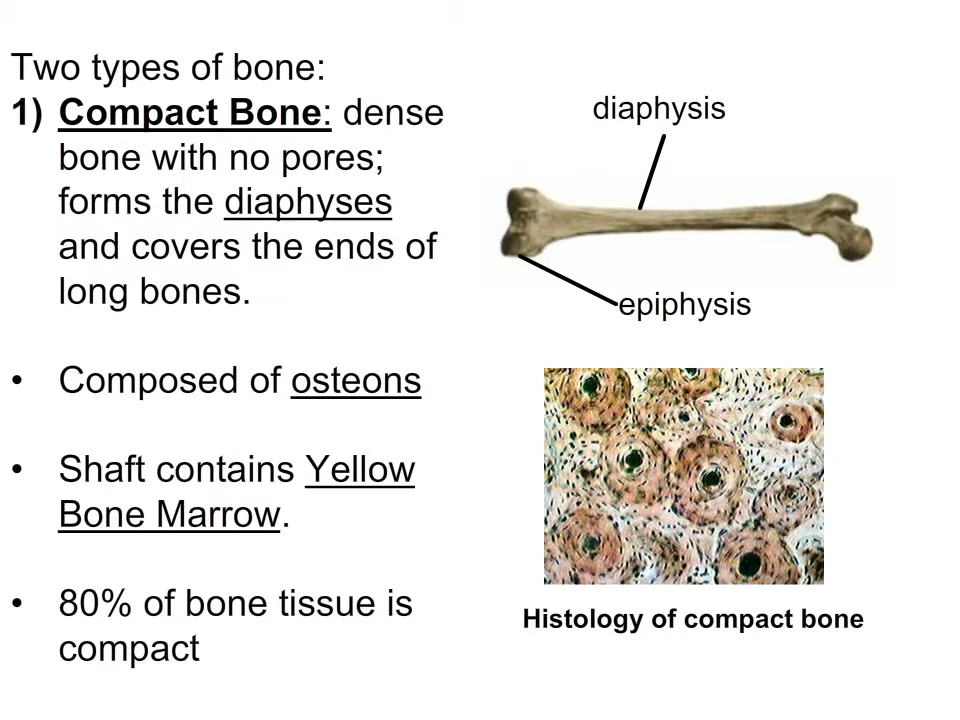 Two types of bone:
1) Compact Bone: dense
bone with no pores;
forms the diaphyses
and covers the ends of
long bones.
• Composed of osteons
• Shaft contains Yellow
Bone Marrow.
• 80% of bone tissue is
compact
diaphysis
epiphysis
Histology of compact bone